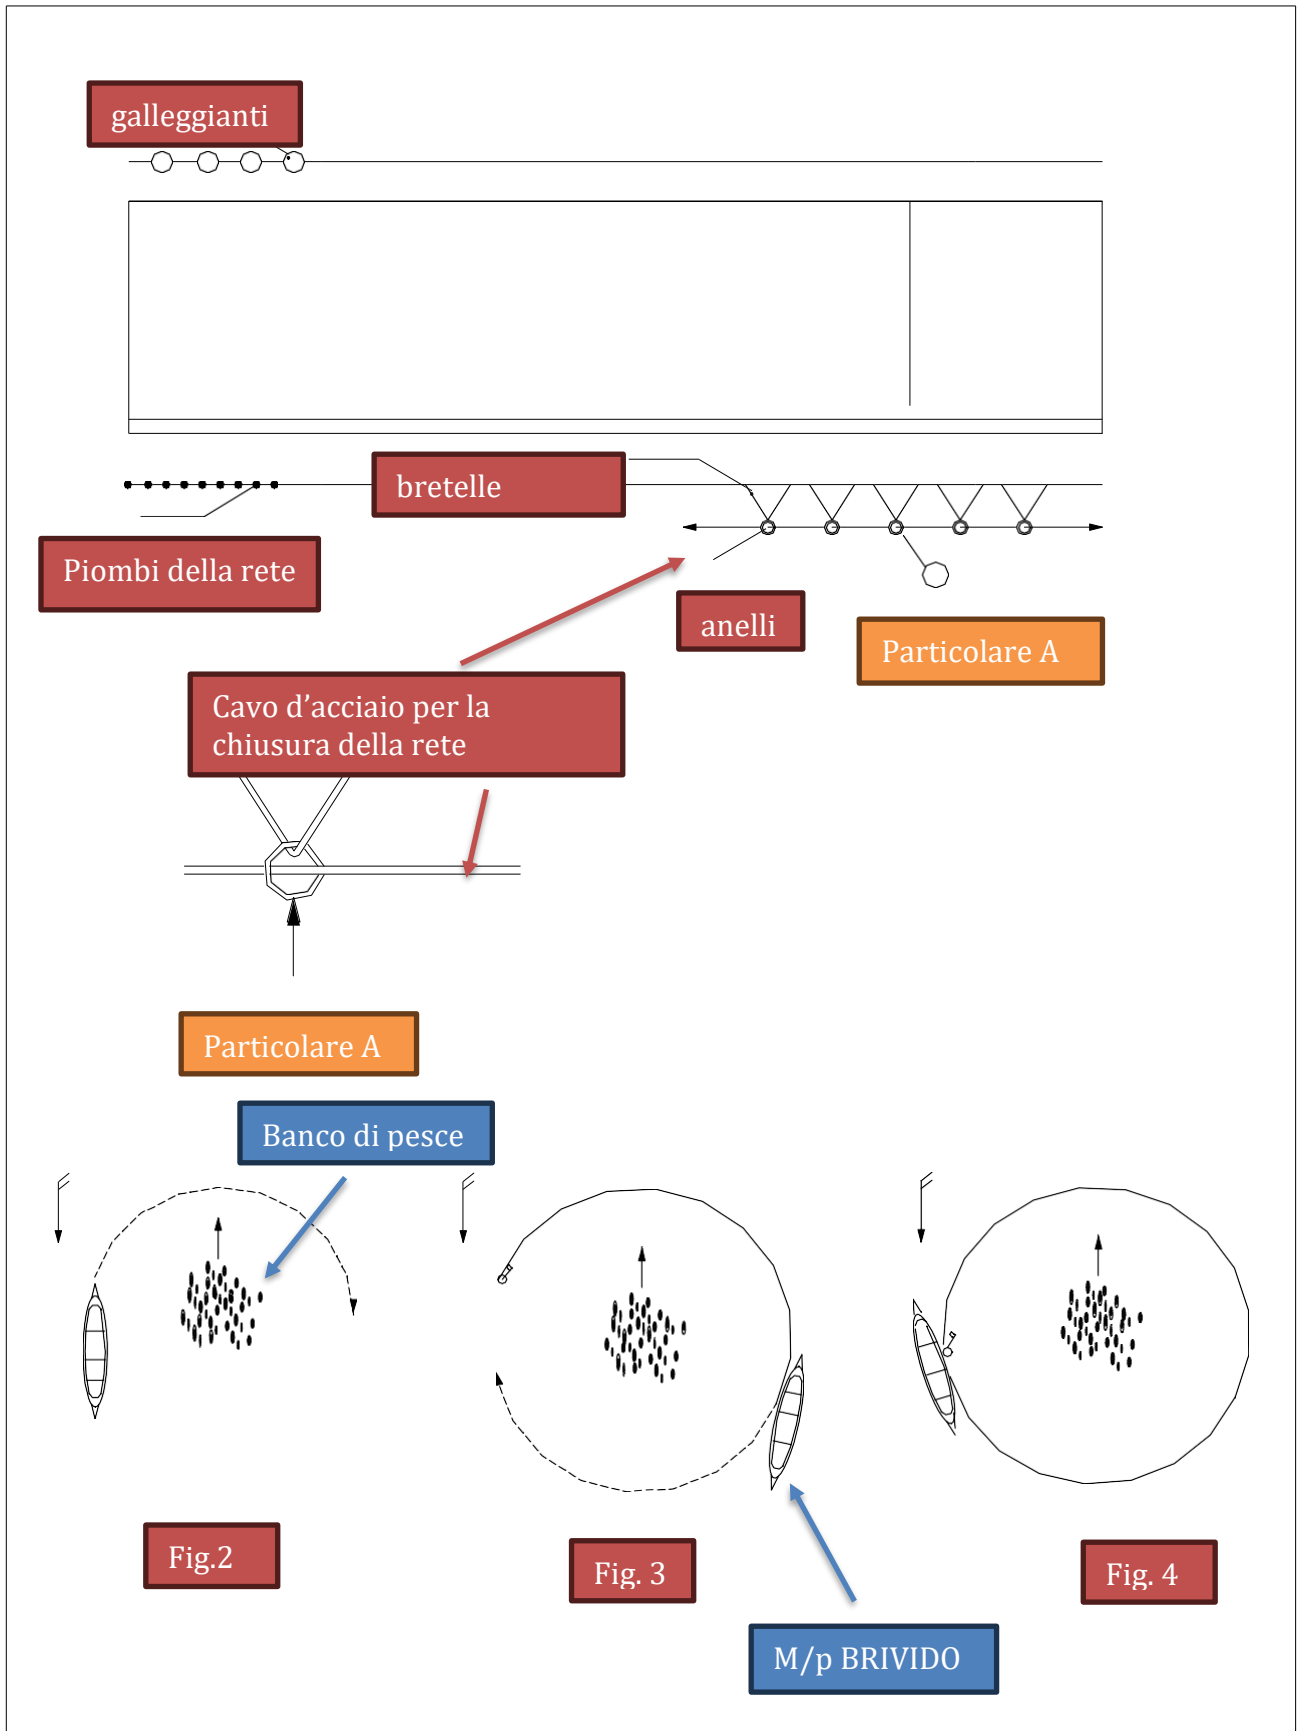 galleggianti
bretelle
Piombi della rete
anelli
Particolare A
Cavo d'acciaio per la
chiusura della rete
Particolare A
Banco di pesce
Fig.2
Fig. 3
Fig. 4
M/p BRIVIDO